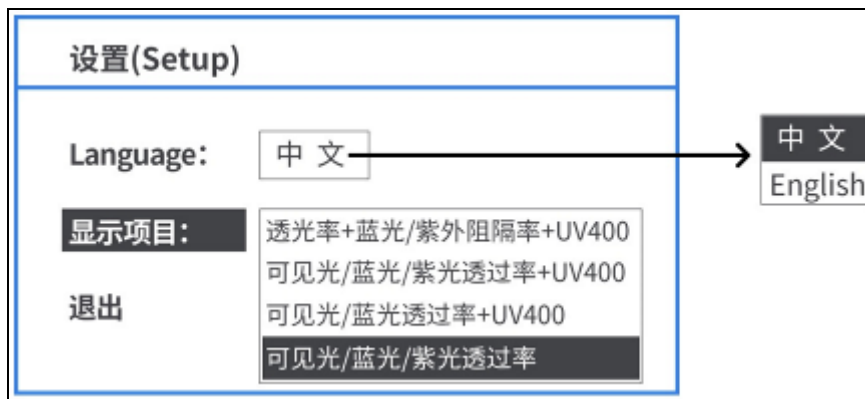 设置(Setup)
Language：
中 文
中 文
English
显示项目：
透光率+蓝光/紫外阻隔率+UV400
可见光/蓝光/紫光透过率+UV400
可见光/蓝光透过率+UV400
可见光/蓝光/紫光透过率
退出